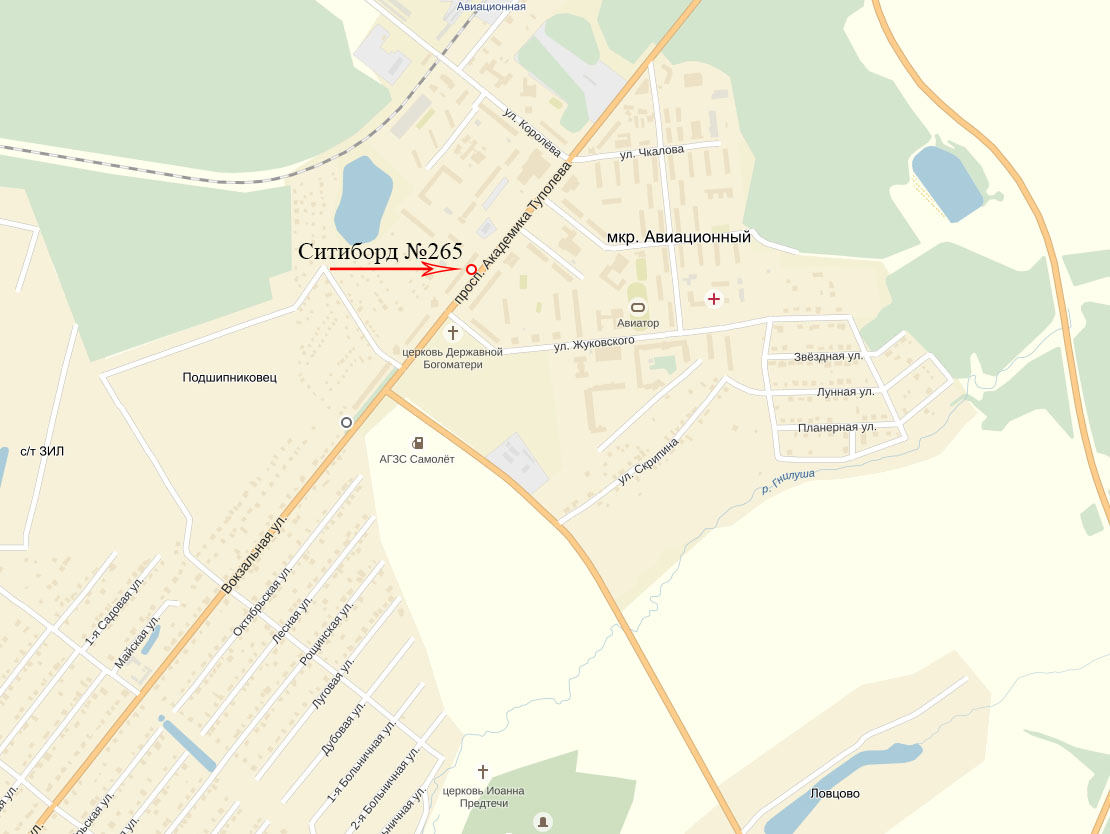 Авиационная
ул. Королёва
ул. Чкалова
просп. Академика Туполева
мкр. Авиационный
Ситиборд №265
Авиатор
ул. Жуковского
церковь Державной
Богоматери
Звёздная ул.
Подшипниковец
Лунная ул.
Планерная ул.
с/т ЗИЛ
АГЗС Самолёт
ул. Скрипина
р. Гнилуша
Вокзальная ул.
Октябрьская ул.
1-я Садовая ул.
Лесная ул.
Майская ул.
Рощинская ул.
Луговая ул.
Дубовая ул.
1-я Больничная ул.
2-я Больничная ул.
церковь Иоанна
Предтечи
Ловцово